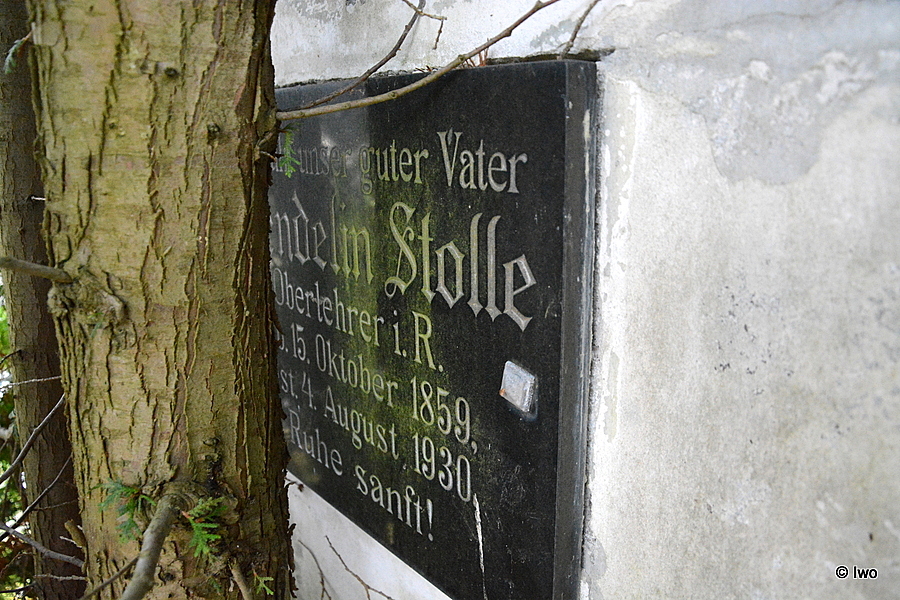 unser guter Vater
ndelin Stolle
Oberlehrer i. R.
15. Oktober 1859,
st. 4. August 1930.
Ruhe sanft!
© Iwo